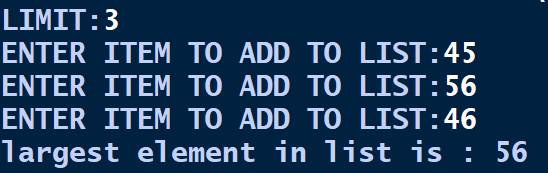 LIMIT:3
ENTER ITEM TO ADD TO LIST:45
ENTER ITEM TO ADD TO LIST:56
ENTER ITEM TO ADD TO LIST:46
largest element in list is : 56